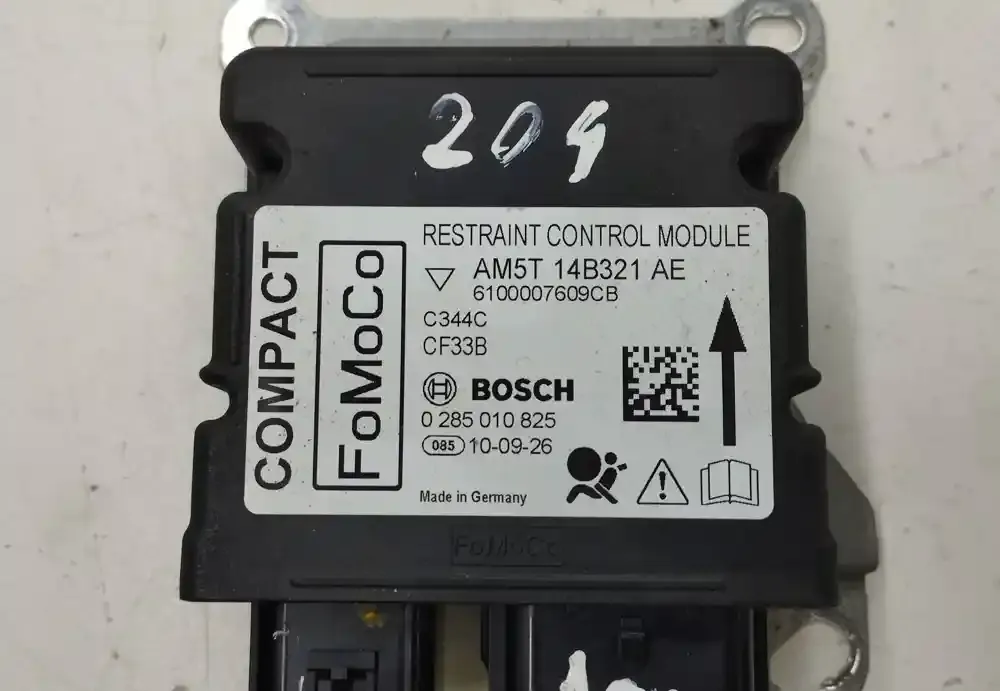 209
RESTRAINT CONTROL MODULE
AM5T 14B321 AE
6100007609CB
C344C
CF33B
BOSCH
0 285 010 825
085 10-09-26
Made in Germany
COMPACT
FoMoCo
FoMoCo